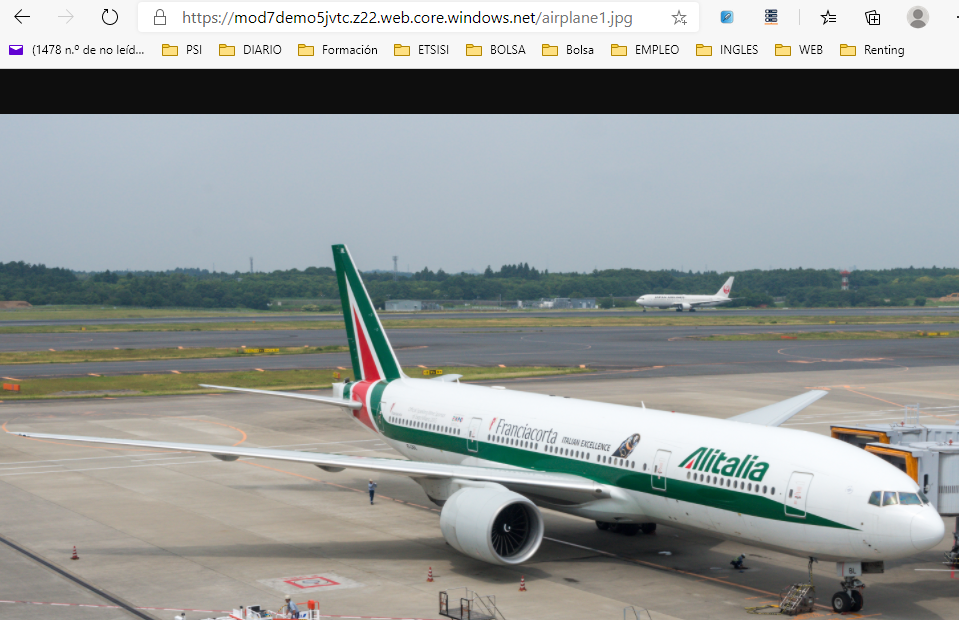 https://mod7demo5jvtc.z22.web.core.windows.net/airplane1.jpg
(1478 n.º de no leíd... PSI DIARIO Formación ETSISI BOLSA Bolsa EMPLEO INGLES WEB Renting
Franciacorta ITALIAN EXCELLENCE
Alitalia
BL